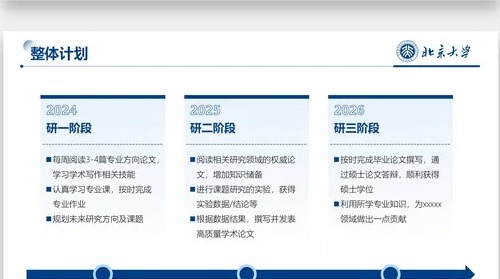 整体计划
北京大学
2024
研一阶段
每周阅读3-4篇专业方向论文，
学习学术写作相关技能
认真学习专业课，按时完成
专业作业
规划未来研究方向及课题
2025
研二阶段
阅读相关研究领域的权威论
文，增加知识储备
进行课题研究的实验，获得
实验数据/结论等
根据数据结果，撰写并发表
高质量学术论文
2026
研三阶段
按时完成毕业论文撰写，通
过硕士论文答辩，顺利获得
硕士学位
利用所学专业知识，为xxxxx
领域做出一点贡献